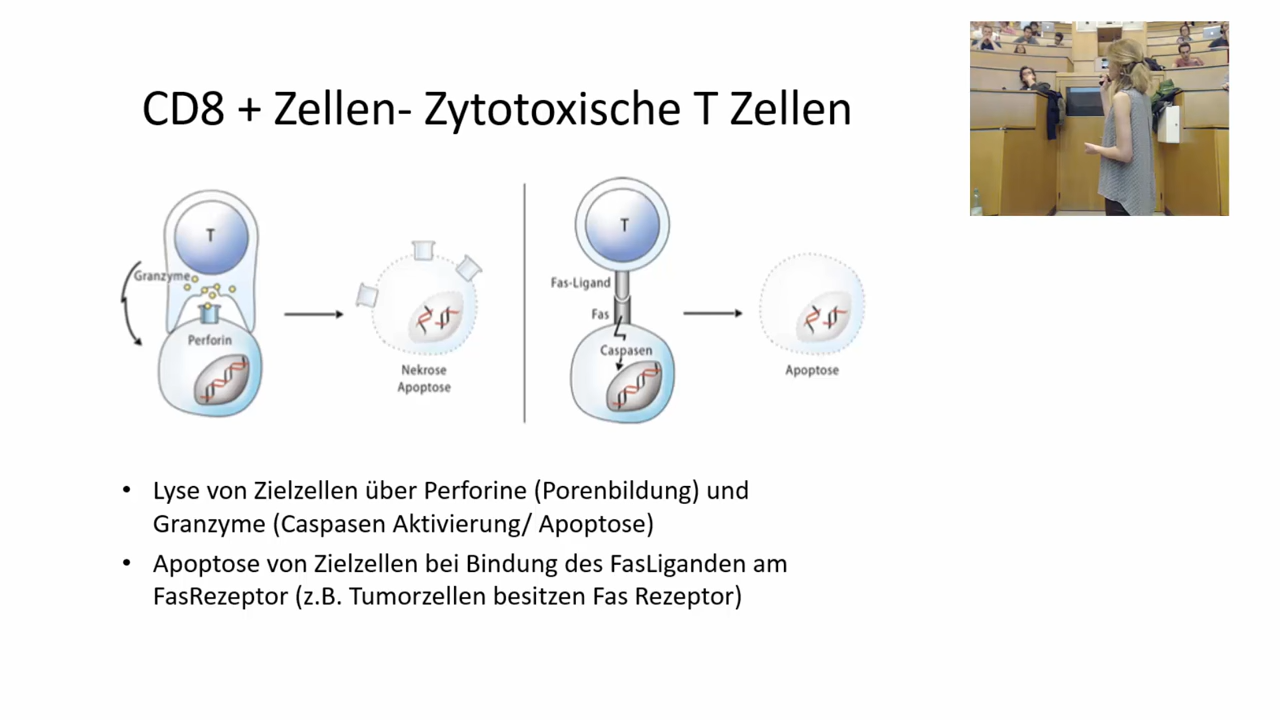 CD8 + Zellen- Zytotoxische T Zellen
T
Granzyme
Perforin
Nekrose
Apoptose
T
Fas-Ligand
Fas
Caspasen
Apoptose
• Lyse von Zielzellen über Perforine (Porenbildung) und
Granzyme (Caspasen Aktivierung/ Apoptose)
• Apoptose von Zielzellen bei Bindung des FasLiganden am
FasRezeptor (z.B. Tumorzellen besitzen Fas Rezeptor)